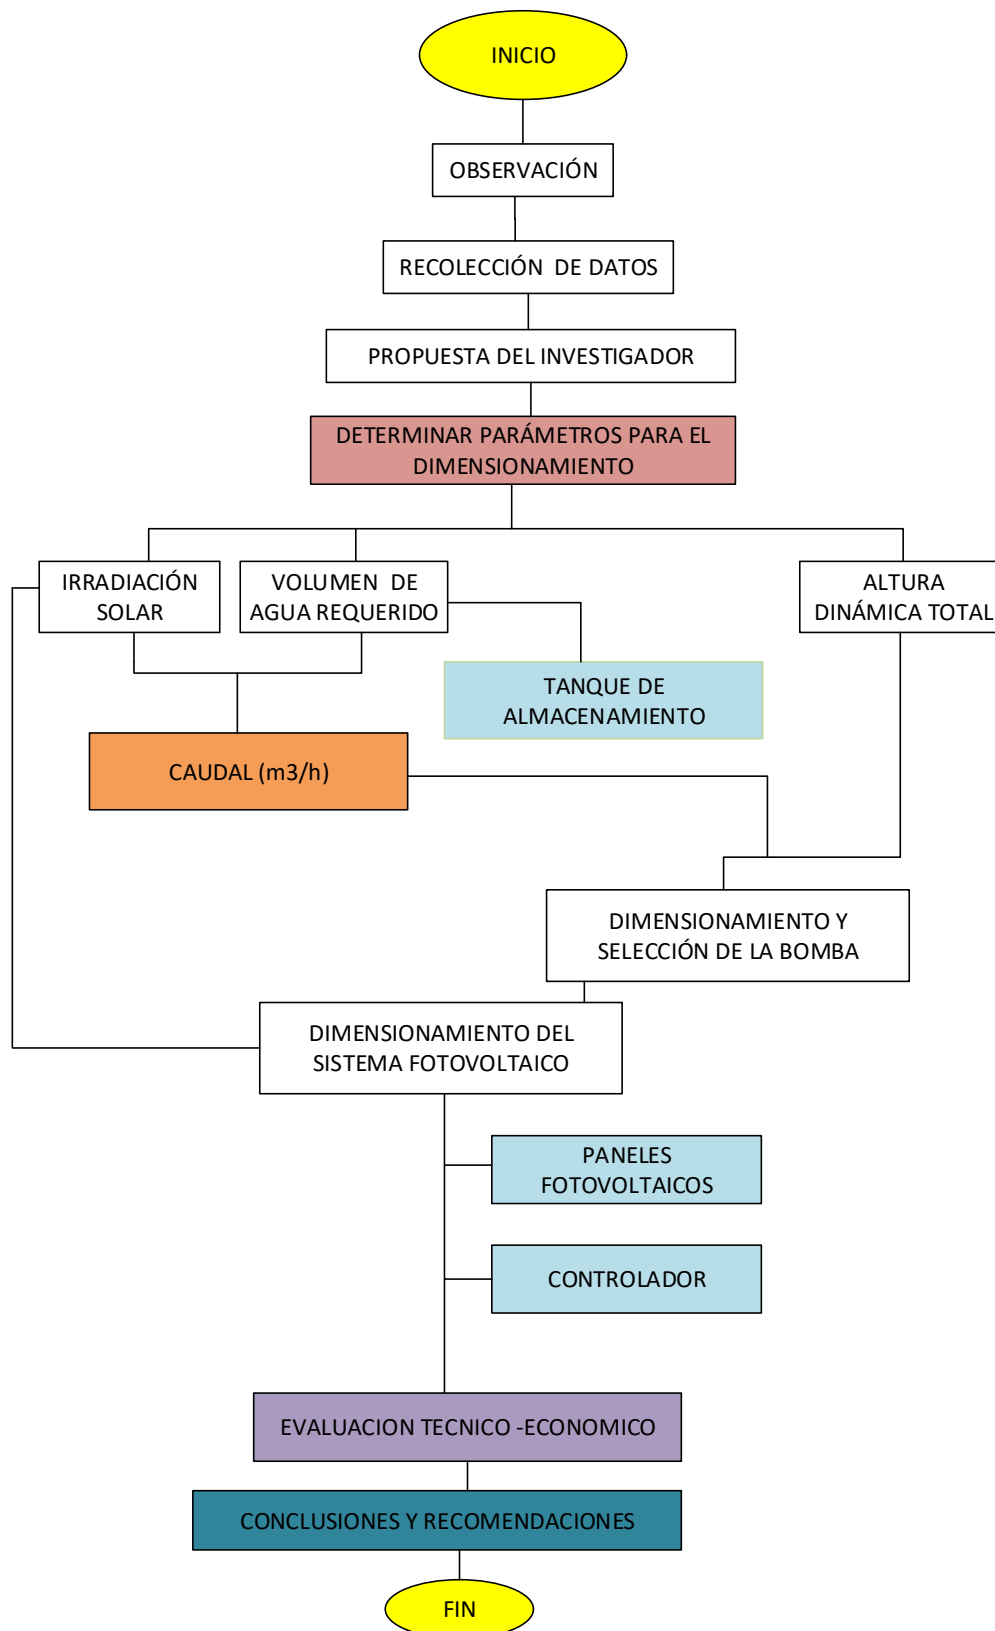 INICIO
OBSERVACIÓN
RECOLECCIÓN DE DATOS
PROPUESTA DEL INVESTIGADOR
DETERMINAR PARÁMETROS PARA EL
DIMENSIONAMIENTO
IRRADIACIÓN
SOLAR
VOLUMEN DE
AGUA REQUERIDO
ALTURA
DINÁMICA TOTAL
TANQUE DE
ALMACENAMIENTO
CAUDAL (m3/h)
DIMENSIONAMIENTO Y
SELECCIÓN DE LA BOMBA
DIMENSIONAMIENTO DEL
SISTEMA FOTOVOLTAICO
PANELES
FOTOVOLTAICOS
CONTROLADOR
EVALUACION TECNICO -ECONOMICO
CONCLUSIONES Y RECOMENDACIONES
FIN